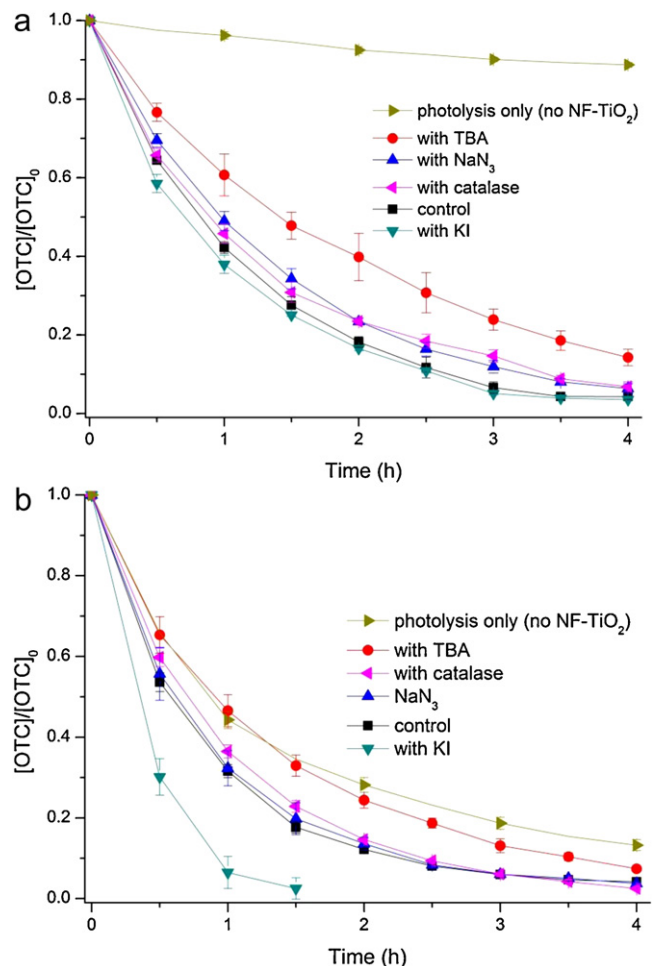 a
1.0
0.8
0.6
0.4
0.2
0.0
[OTC]/[OTC]₀
photolysis only (no NF-TiO₂)
with TBA
with NaN₃
with catalase
control
with KI
0 1 2 3 4
Time (h)
b
1.0
0.8
0.6
0.4
0.2
0.0
[OTC]/[OTC]₀
photolysis only (no NF-TiO₂)
with TBA
with catalase
NaN₃
control
with KI
0 1 2 3 4
Time (h)